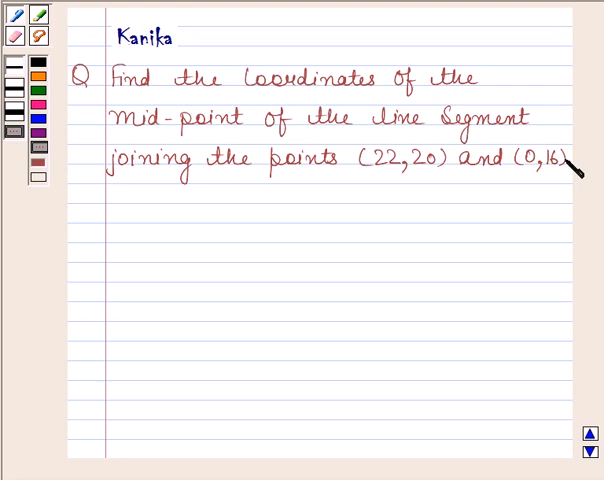 Kanika
Q Find the Coordinates of the
mid-point of the line Segment
joining the points (22,20) and (0,16)